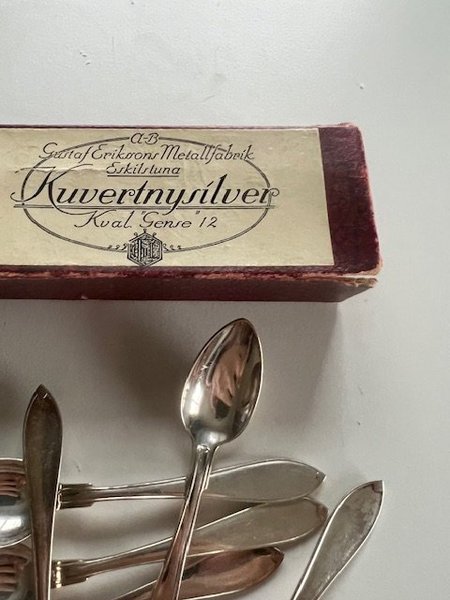 A-B
Gustaf Eriksons Metallfabrik
Eskilstuna
Kuvertnysilver
Kval "Gense" 12